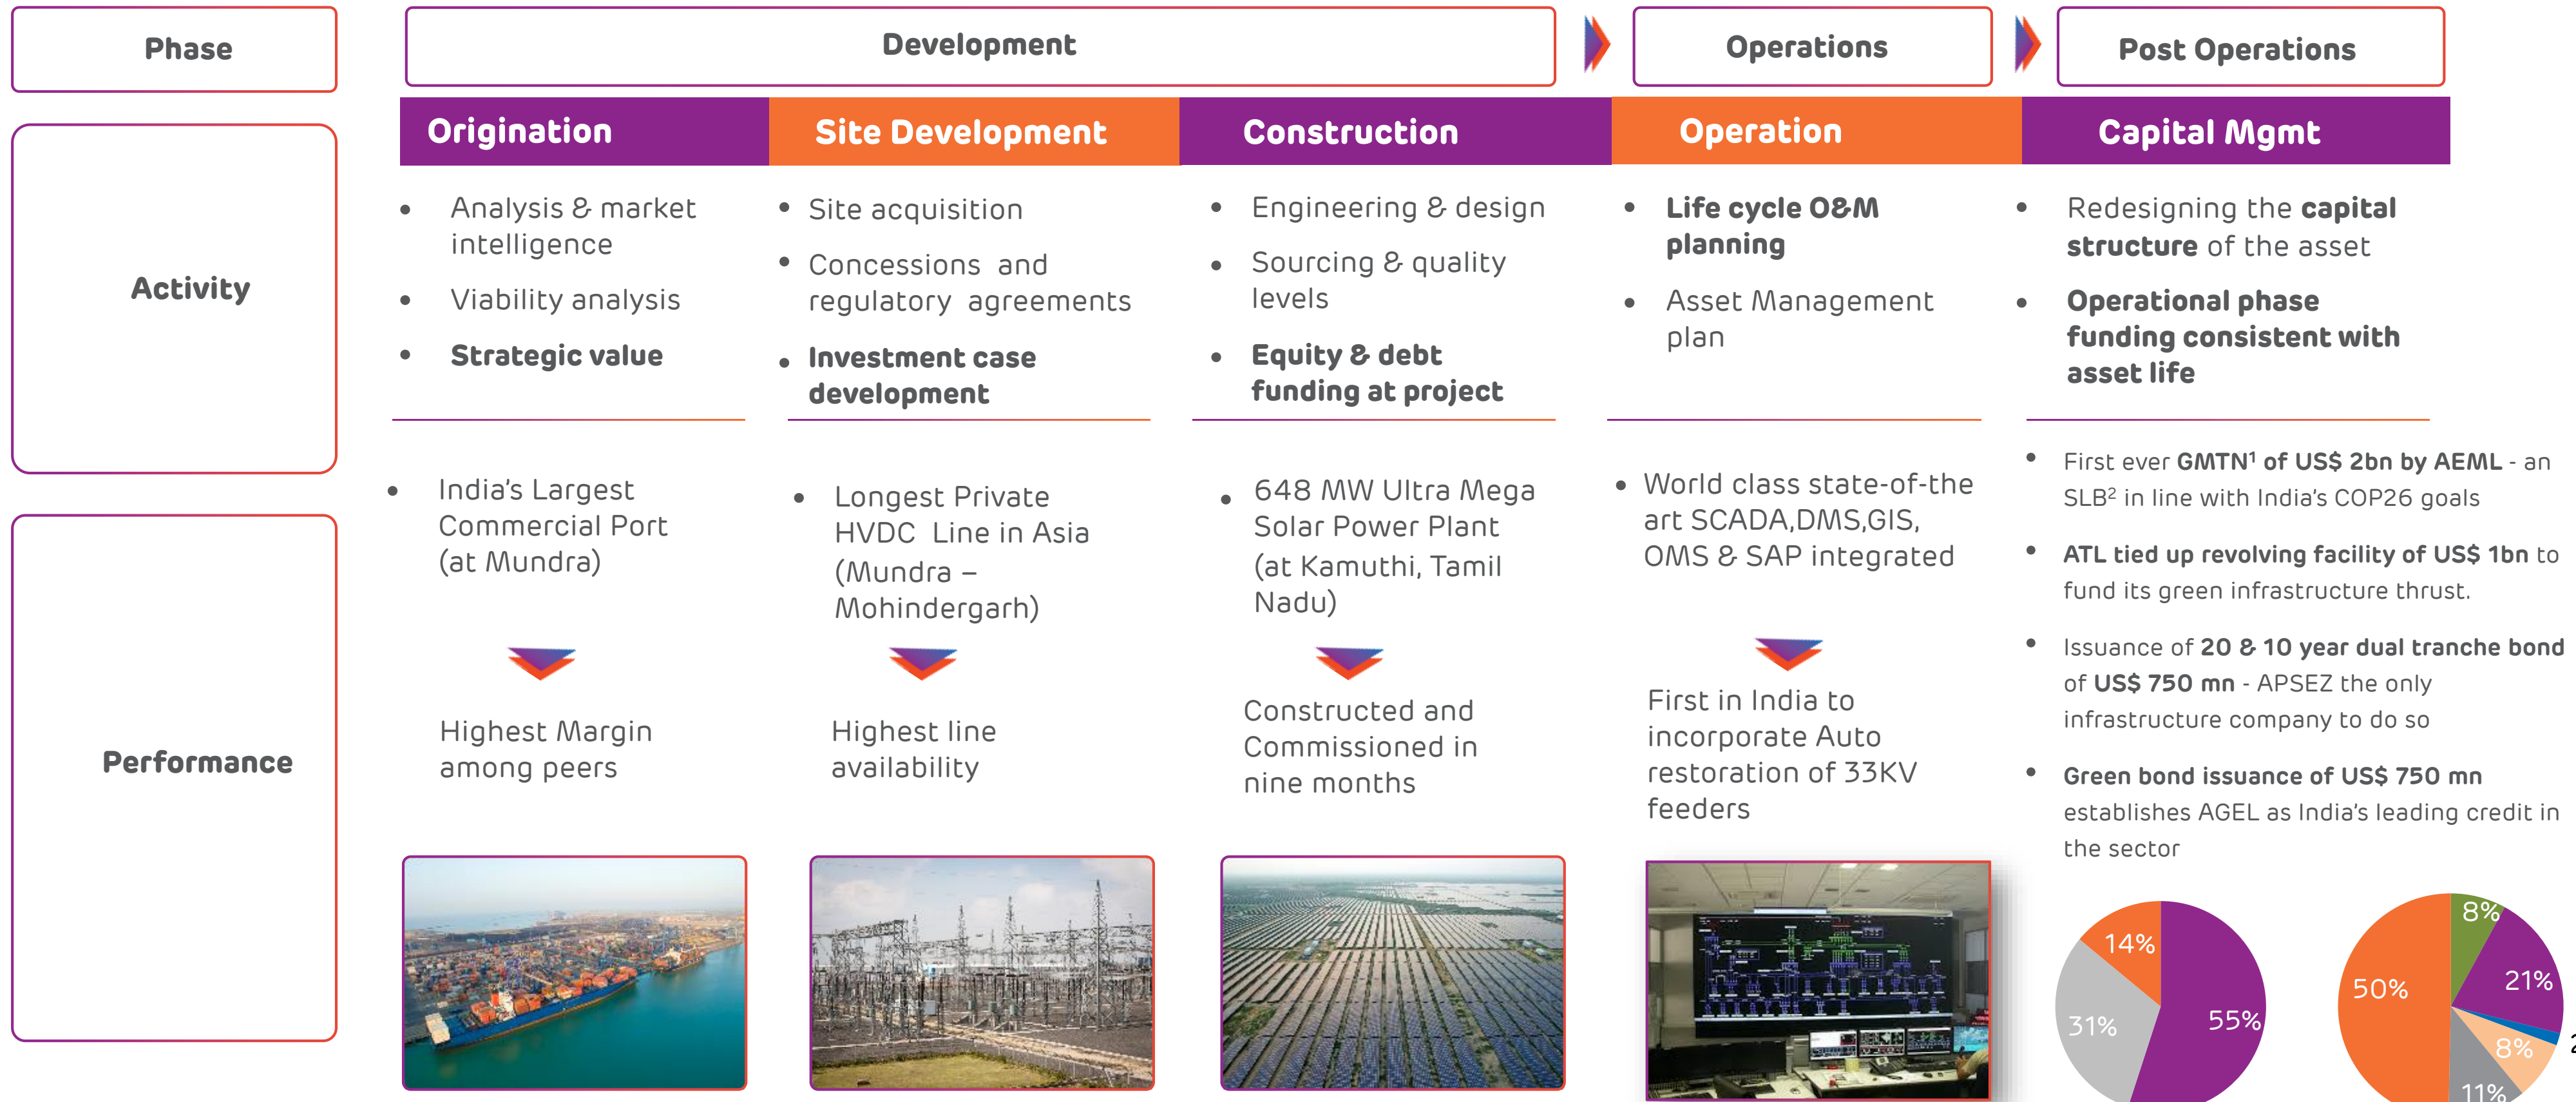 Phase
Development
Operations
Post Operations
Activity
Origination
Site Development
Construction
Operation
Capital Mgmt
• Analysis & market
intelligence
• Viability analysis
• Strategic value
• Site acquisition
• Concessions and
regulatory agreements
• Investment case
development
• Engineering & design
• Sourcing & quality
levels
• Equity & debt
funding at project
• Life cycle O&M
planning
• Asset Management
plan
• Redesigning the capital
structure of the asset
• Operational phase
funding consistent with
asset life
Performance
• India's Largest
Commercial Port
(at Mundra)
Highest Margin
among peers
• Longest Private
HVDC Line in Asia
(Mundra –
Mohindergarh)
Highest line
availability
• 648 MW Ultra Mega
Solar Power Plant
(at Kamuthi, Tamil
Nadu)
Constructed and
Commissioned in
nine months
• World class state-of-the
art SCADA,DMS,GIS,
OMS & SAP integrated
First in India to
incorporate Auto
restoration of 33KV
feeders
• First ever GMTN¹ of US$ 2bn by AEML - an
SLB² in line with India's COP26 goals
• ATL tied up revolving facility of US$ 1bn to
fund its green infrastructure thrust.
• Issuance of 20 & 10 year dual tranche bond
of US$ 750 mn - APSEZ the only
infrastructure company to do so
• Green bond issuance of US$ 750 mn
establishes AGEL as India's leading credit in
the sector
14%
31%
55%
8%
21%
50%
8%
11%